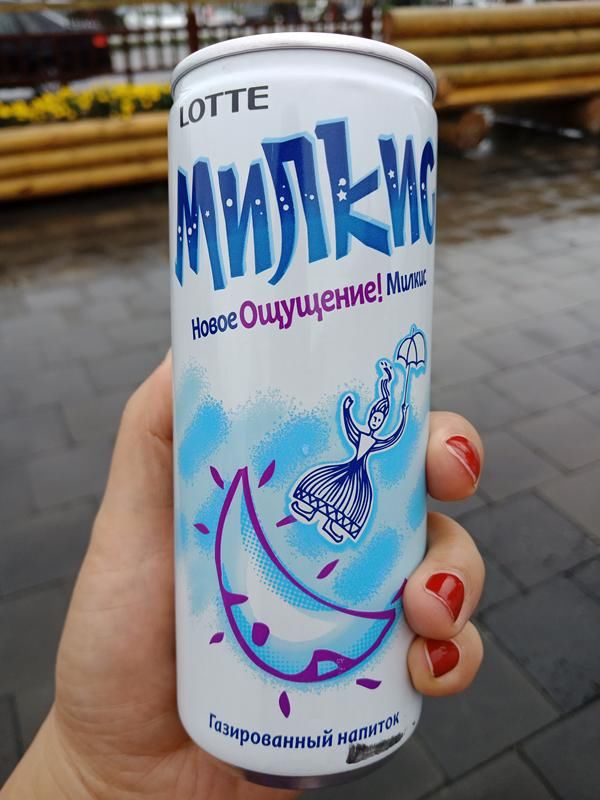 LOTTE
Милкис
Новое Ощущение! Милкис
Газированный напиток